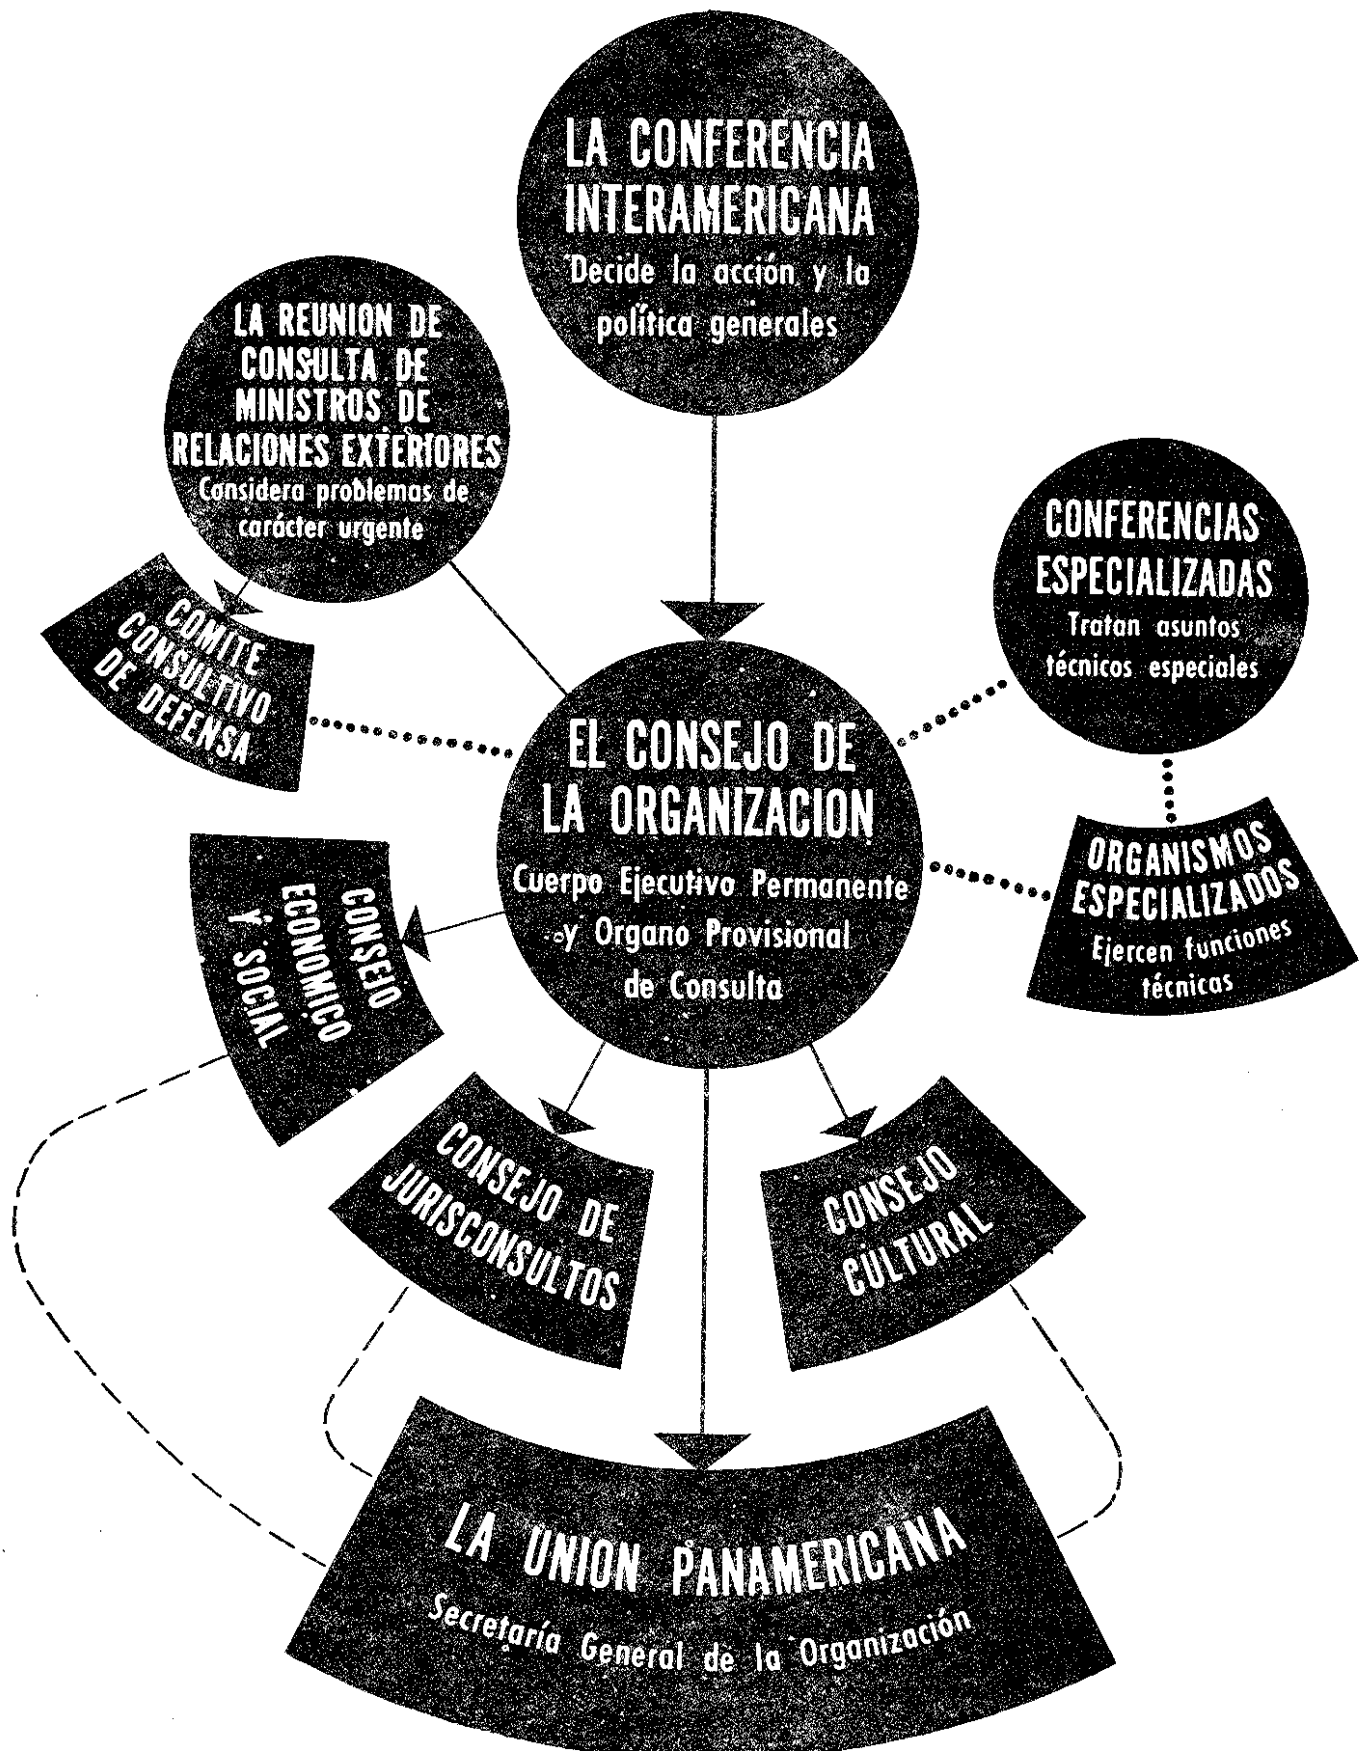 LA CONFERENCIA
INTERAMERICANA
Decide la acción y la
política generales
LA REUNION DE
CONSULTA DE
MINISTROS DE
RELACIONES EXTERIORES
Considera problemas de
carácter urgente
CONFERENCIAS
ESPECIALIZADAS
Tratan asuntos
técnicos especiales
COMITE
CONSULTIVO
DE DEFENSA
EL CONSEJO DE
LA ORGANIZACION
Cuerpo Ejecutivo Permanente
y Organo Provisional
de Consulta
ORGANISMOS
ESPECIALIZADOS
Ejercen funciones
técnicas
CONSEJO
ECONOMICO
Y SOCIAL
CONSEJO DE
JURISCONSULTOS
CONSEJO
CULTURAL
LA UNION PANAMERICANA
Secretaría General de la Organización